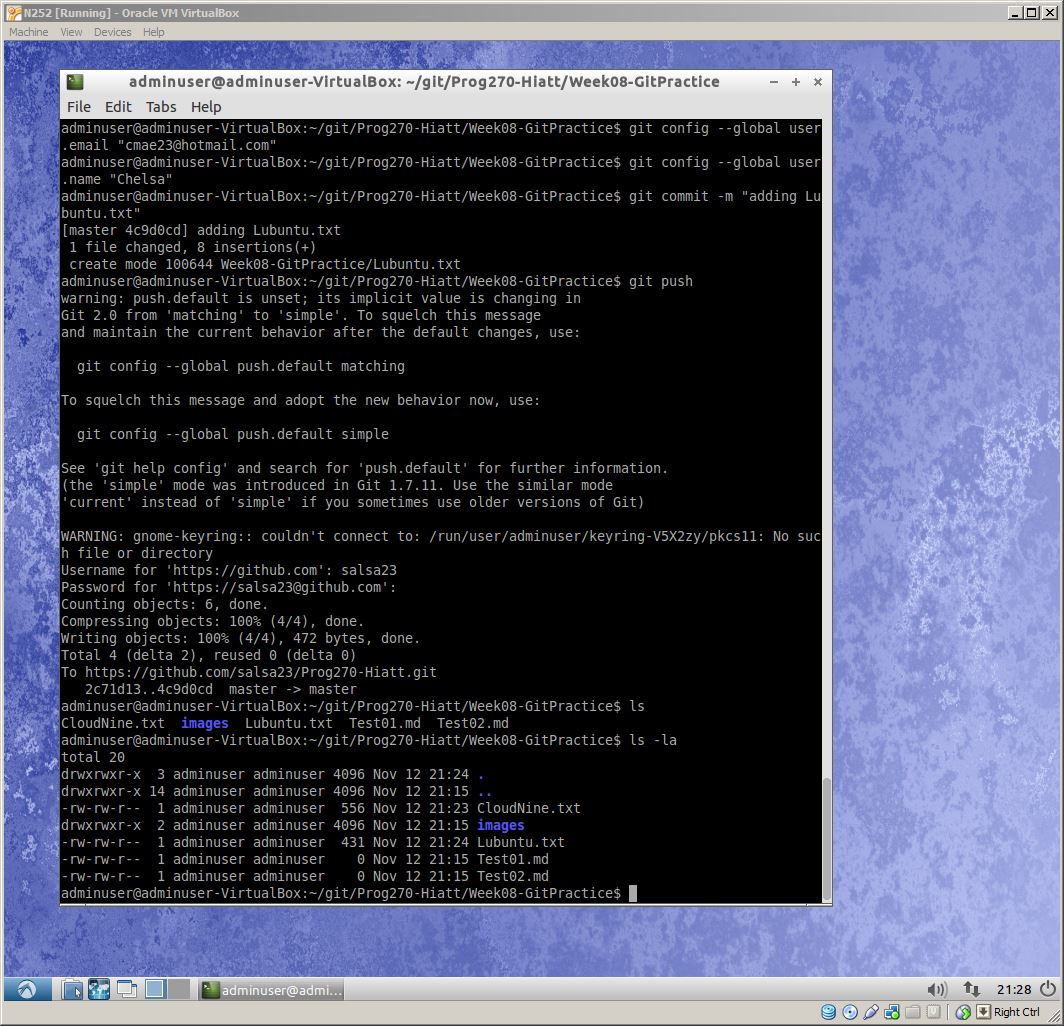 N252 [Running] - Oracle VM VirtualBox
Machine View Devices Help
adminuser@adminuser-VirtualBox: ~/git/Prog270-Hiatt/Week08-GitPractice
File Edit Tabs Help
adminuser@adminuser-VirtualBox:~/git/Prog270-Hiatt/Week08-GitPractice$ git config --global user
.email "cmae23@hotmail.com"
adminuser@adminuser-VirtualBox:~/git/Prog270-Hiatt/Week08-GitPractice$ git config --global user
.name "Chelsa"
adminuser@adminuser-VirtualBox:~/git/Prog270-Hiatt/Week08-GitPractice$ git commit -m "adding Lu
buntu.txt"
[master 4c9d0cd] adding Lubuntu.txt
1 file changed, 8 insertions(+)
create mode 100644 Week08-GitPractice/Lubuntu.txt
adminuser@adminuser-VirtualBox:~/git/Prog270-Hiatt/Week08-GitPractice$ git push
warning: push.default is unset; its implicit value is changing in
Git 2.0 from 'matching' to 'simple'. To squelch this message
and maintain the current behavior after the default changes, use:
git config --global push.default matching
To squelch this message and adopt the new behavior now, use:
git config --global push.default simple
See 'git help config' and search for 'push.default' for further information.
(the 'simple' mode was introduced in Git 1.7.11. Use the similar mode
'current' instead of 'simple' if you sometimes use older versions of Git)
WARNING: gnome-keyring:: couldn't connect to: /run/user/adminuser/keyring-V5X2zy/pkcs11: No suc
h file or directory
Username for 'https://github.com': salsa23
Password for 'https://salsa23@github.com':
Counting objects: 6, done.
Compressing objects: 100% (4/4), done.
Writing objects: 100% (4/4), 472 bytes, done.
Total 4 (delta 2), reused 0 (delta 0)
To https://github.com/salsa23/Prog270-Hiatt.git
2c71d13..4c9d0cd master -> master
adminuser@adminuser-VirtualBox:~/git/Prog270-Hiatt/Week08-GitPractice$ ls
CloudNine.txt images Lubuntu.txt Test01.md Test02.md
adminuser@adminuser-VirtualBox:~/git/Prog270-Hiatt/Week08-GitPractice$ ls -la
total 20
drwxrwxr-x 3 adminuser adminuser 4096 Nov 12 21:24 .
drwxrwxr-x 14 adminuser adminuser 4096 Nov 12 21:15 ..
-rw-rw-r-- 1 adminuser adminuser 556 Nov 12 21:23 CloudNine.txt
drwxrwxr-x 2 adminuser adminuser 4096 Nov 12 21:15 images
-rw-rw-r-- 1 adminuser adminuser 431 Nov 12 21:24 Lubuntu.txt
-rw-rw-r-- 1 adminuser adminuser 0 Nov 12 21:15 Test01.md
-rw-rw-r-- 1 adminuser adminuser 0 Nov 12 21:15 Test02.md
adminuser@adminuser-VirtualBox:~/git/Prog270-Hiatt/Week08-GitPractice$
adminuser@admi... 21:28
Right Ctrl